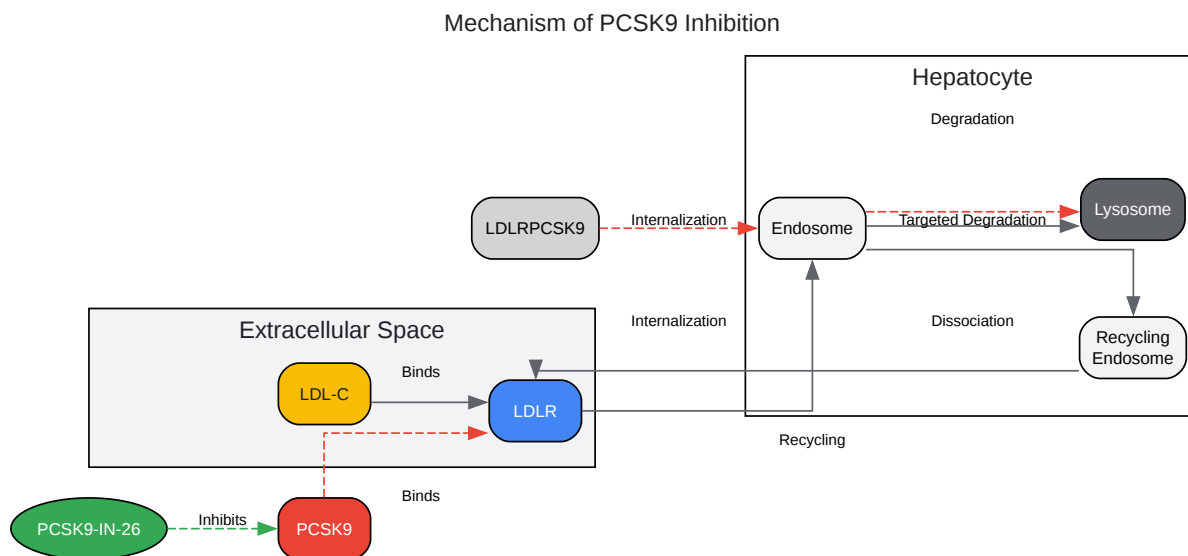 Mechanism of PCSK9 Inhibition
Hepatocyte
Degradation
Lysosome
LDLRPCSK9
Internalization
Endosome
Targeted Degradation
Extracellular Space
Internalization
Dissociation
Recycling
Endosome
LDL-C
Binds
LDLR
Recycling
Binds
PCSK9-IN-26
Inhibits
PCSK9